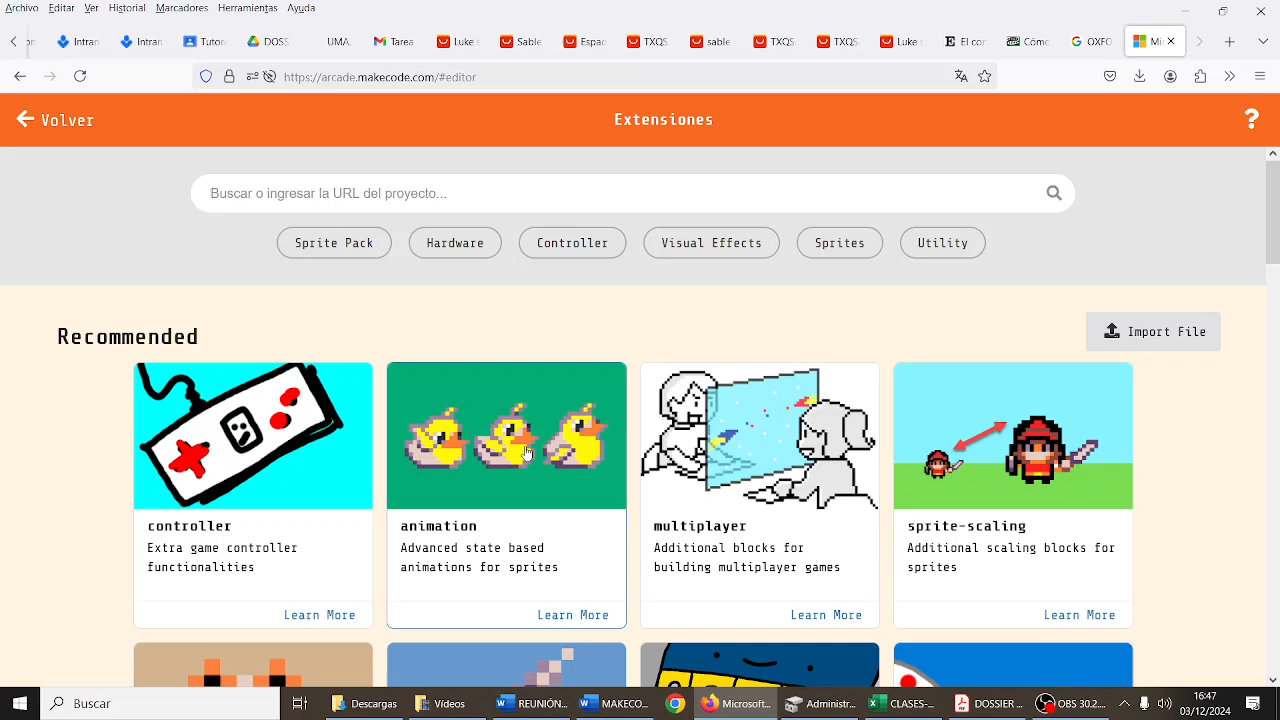 Archivo Editar Ver Historial Marcadores Herramientas Ayuda
Intran Intran Tutor DOSS UMA, Tarea Luke Sable Espac TXQS sable TXQS TXQS Luke El cor Cómo OXFO Mic
https://arcade.makecode.com/#editor
Volver
Extensiones
?
Buscar o ingresar la URL del proyecto...
Sprite Pack
Hardware
Controller
Visual Effects
Sprites
Utility
Recommended
Import File
controller
Extra game controller
functionalities
Learn More
animation
Advanced state based
animations for sprites
Learn More
multiplayer
Additional blocks for
building multiplayer games
Learn More
sprite-scaling
Additional scaling blocks for
sprites
Learn More
Buscar
Descargas
Vídeos
REUNIÓN...
MAKECO...
Microsoft...
Administr...
CLASES-...
DOSSIER ...
OBS 30.2...
16:47
03/12/2024